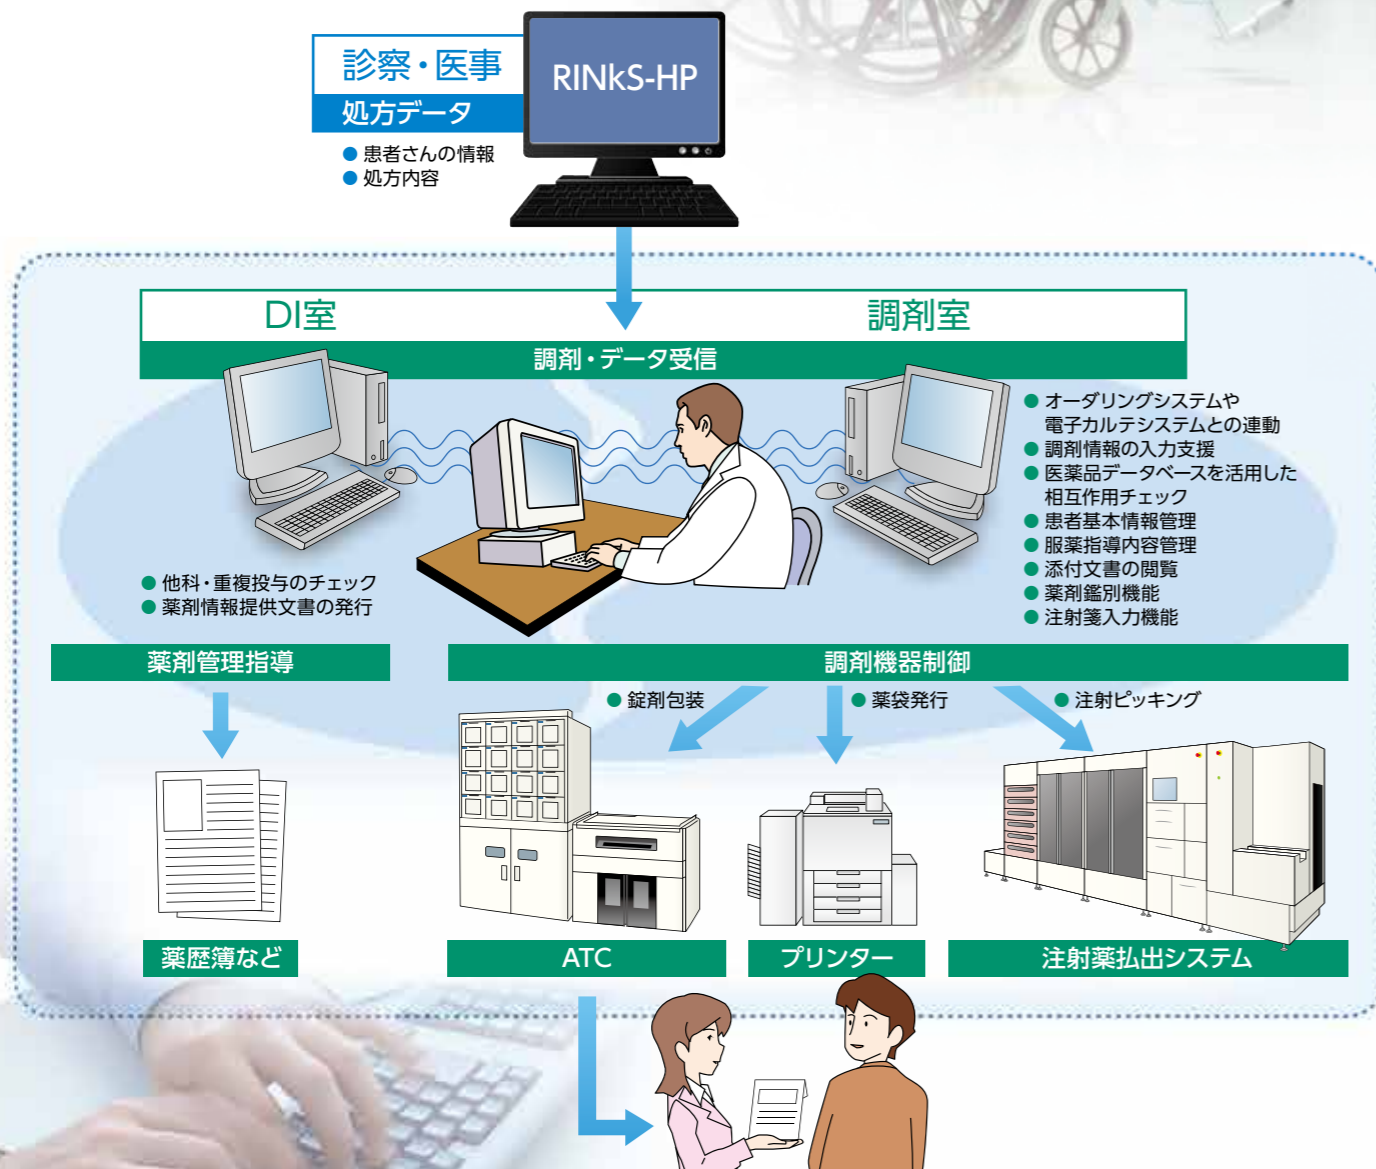 診察・医事
処方データ
RINkS-HP
● 患者さんの情報
● 処方内容
DI室
調剤室
調剤・データ受信
● オーダリングシステムや
電子カルテシステムとの連動
● 調剤情報の入力支援
● 医薬品データベースを活用した
相互作用チェック
● 患者基本情報管理
● 服薬指導内容管理
● 添付文書の閲覧
● 薬剤鑑別機能
● 注射箋入力機能
● 他科・重複投与のチェック
● 薬剤情報提供文書の発行
薬剤管理指導
調剤機器制御
● 錠剤包装
● 薬袋発行
● 注射ピッキング
薬歴簿など
ATC
プリンター
注射薬払出システム